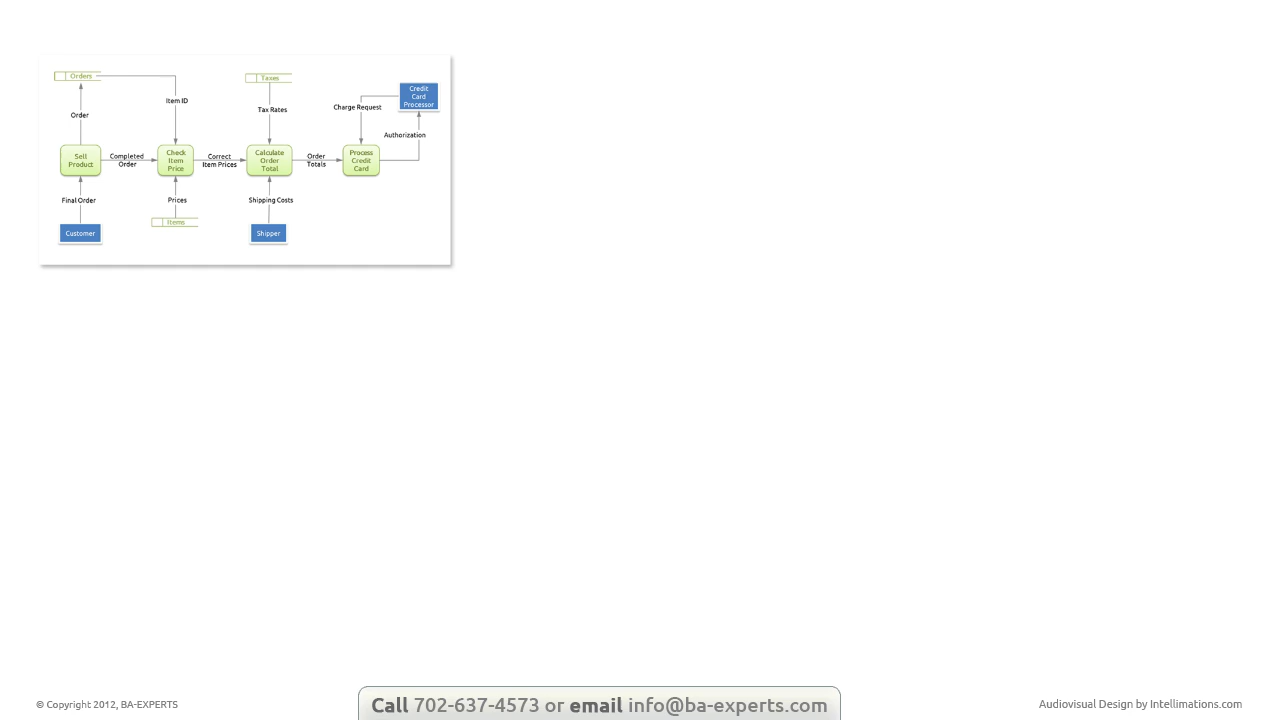 Orders
Taxes
Credit
Card
Processor
Item ID
Charge Request
Tax Rates
Order
Authorization
Sell
Product
Completed
Order
Check
Item
Price
Correct
Item Prices
Calculate
Order
Total
Order
Totals
Process
Credit
Card
Final Order
Prices
Shipping Costs
Items
Customer
Shipper
© Copyright 2012, BA-EXPERTS
Call 702-637-4573 or email info@ba-experts.com
Audiovisual Design by Intellimations.com